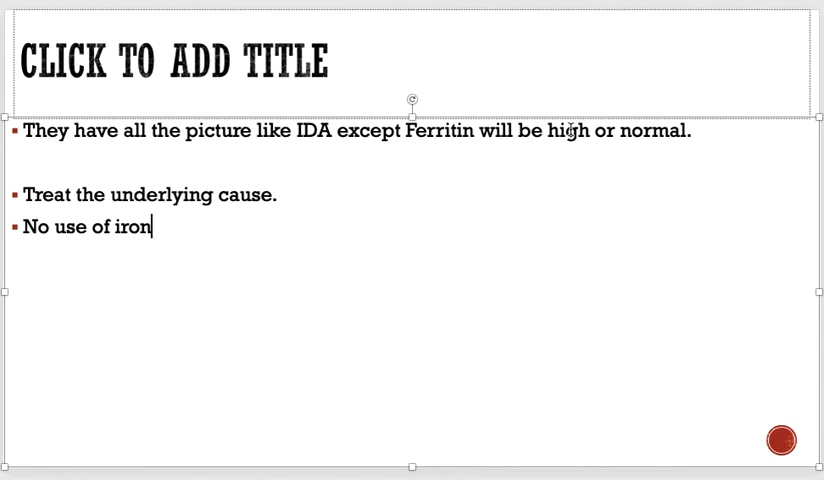 CLICK TO ADD TITLE
They have all the picture like IDA except Ferritin will be high or normal.
Treat the underlying cause.
No use of iron